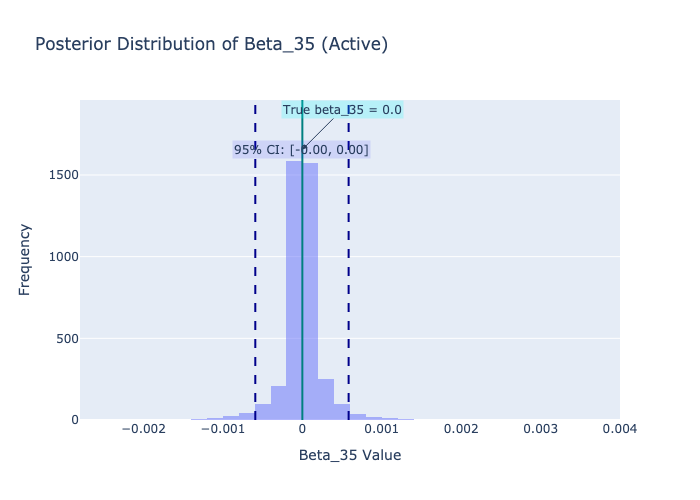 Posterior Distribution of Beta_35 (Active)
True beta_35 = 0.0
95% CI: [-0.00, 0.00]
1500
1000
500
0
Frequency
−0.002
−0.001
0
0.001
0.002
0.003
0.004
Beta_35 Value